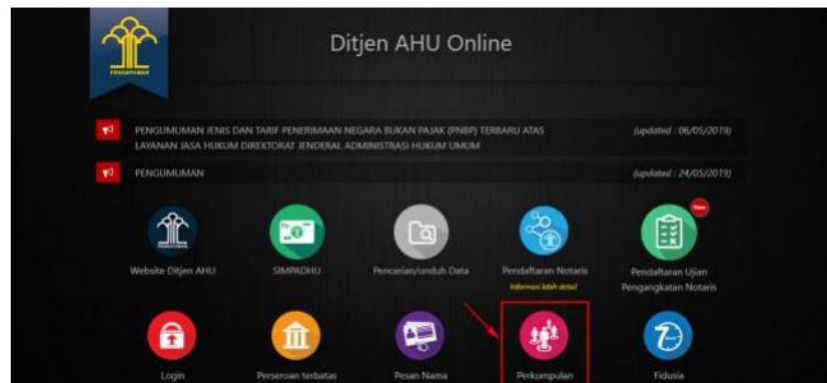 PENGAYOMAN
Ditjen AHU Online
PENGUMUMAN JENIS DAN TARIF PENERIMAAN NEGARA BUKAN PAJAK (PNBP) TERBARU ATAS
LAYANAN JASA HUKUM DIREKTORAT JENDERAL ADMINISTRASI HUKUM UMUM
(updated : 06/05/2019)
PENGUMUMAN
(updated : 24/05/2019)
New
Website Ditjen AHU
SIMPADHU
Pencarian/unduh Data
Pendaftaran Notaris
Informasi lebih detail
Pendaftaran Ujian
Pengangkatan Notaris
Login
Perseroan terbatas
Pesan Nama
Perkumpulan
Fidusia